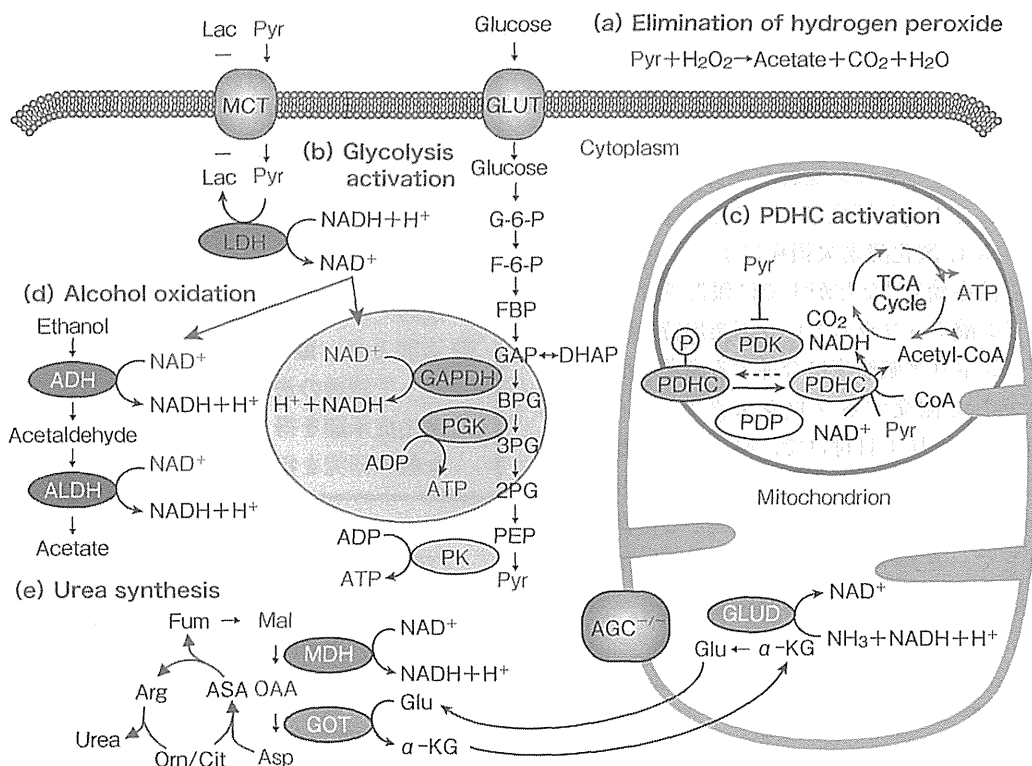 (a) Elimination of hydrogen peroxide
Pyr+H₂O₂→Acetate+CO₂+H₂O
Lac Pyr
MCT
Glucose
GLUT
Cytoplasm
Lac Pyr
LDH
NADH+H⁺
NAD⁺
(b) Glycolysis
activation
Glucose
G-6-P
F-6-P
FBP
GAP↔DHAP
BPG
3PG
2PG
PEP
Pyr
NAD⁺
GAPDH
H⁺+NADH
PGK
ADP
ATP
ADP
PK
ATP
(c) PDHC activation
Pyr
TCA
Cycle
ATP
CO₂
NADH
Acetyl-CoA
P
PDK
PDHC
PDHC
CoA
PDP
NAD⁺
Pyr
Mitochondrion
(d) Alcohol oxidation
Ethanol
NAD⁺
ADH
NADH+H⁺
Acetaldehyde
NAD⁺
ALDH
NADH+H⁺
Acetate
(e) Urea synthesis
Fum → Mal
NAD⁺
MDH
NADH+H⁺
Arg
ASA OAA
Glu
GOT
α-KG
Urea
Orn/Cit
Asp
AGC⁻/⁻
GLUD
NAD⁺
NH₃+NADH+H⁺
Glu ← α-KG